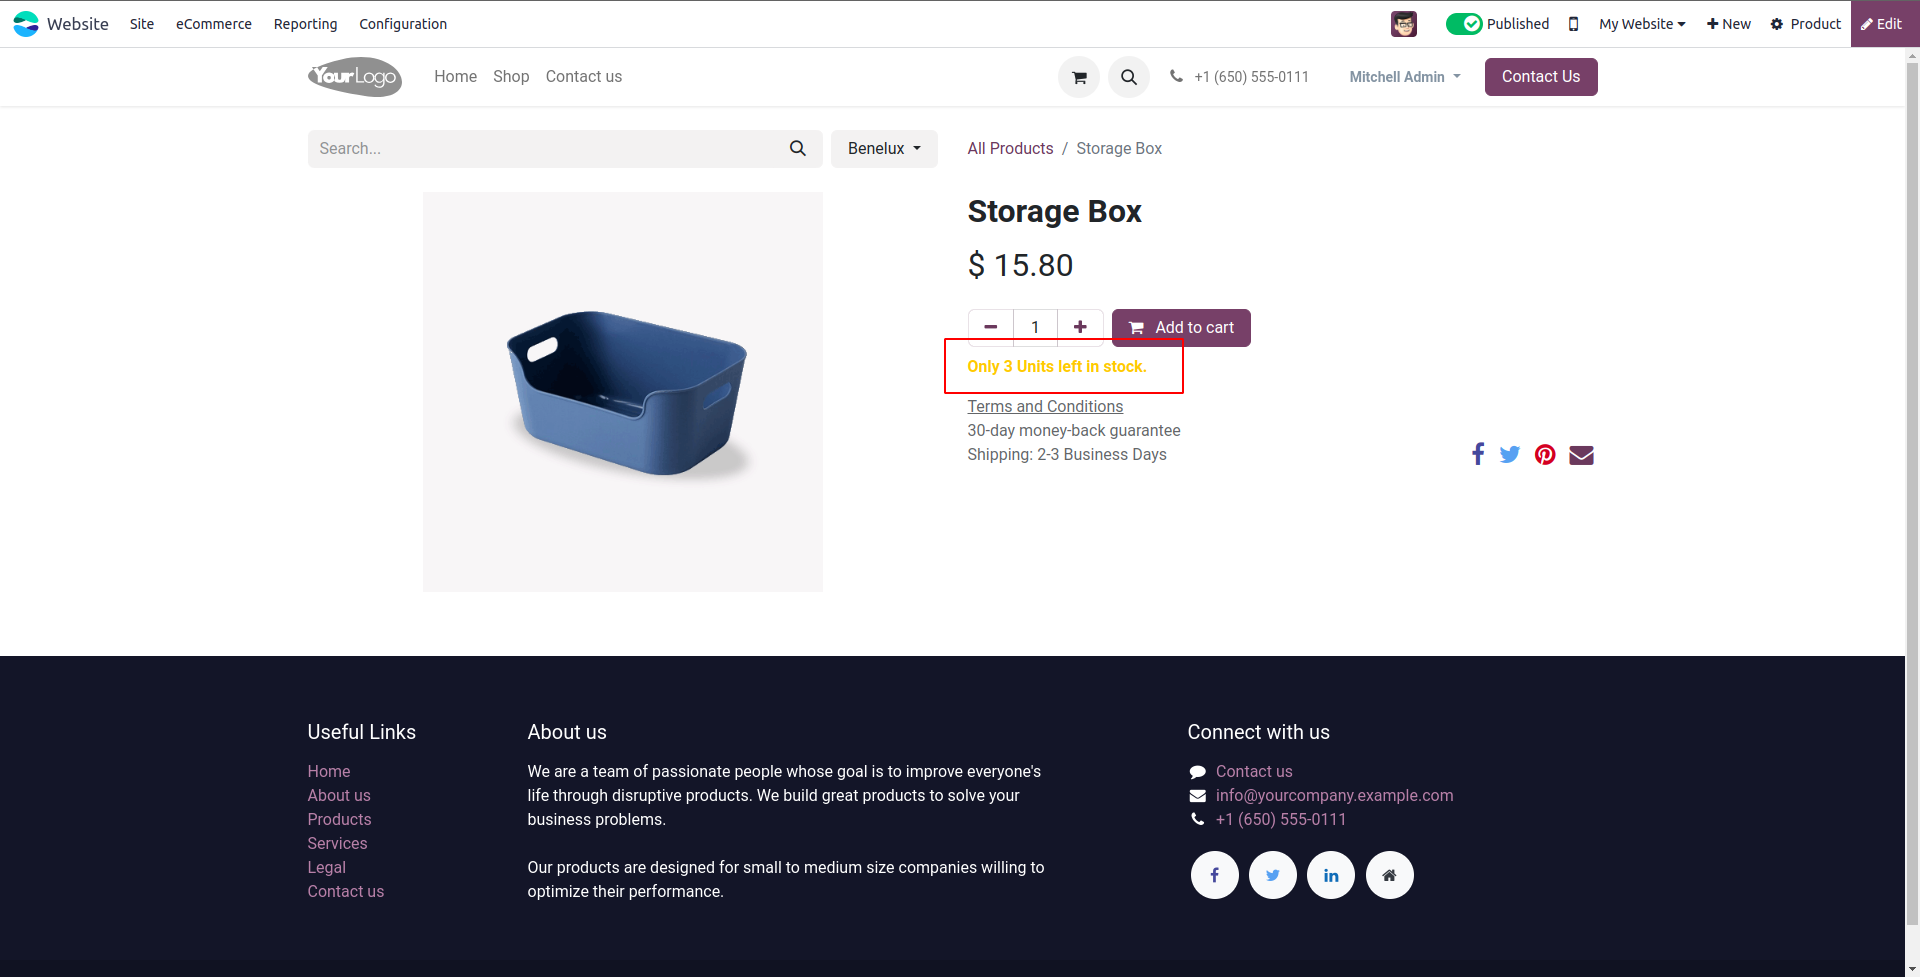 Website Site eCommerce Reporting Configuration Published My Website New Product Edit
YourLogo Home Shop Contact us +1 (650) 555-0111 Mitchell Admin Contact Us
Search... Benelux All Products / Storage Box
Storage Box
$ 15.80
1 Add to cart
Only 3 Units left in stock.
Terms and Conditions
30-day money-back guarantee
Shipping: 2-3 Business Days
Useful Links
Home
About us
Products
Services
Legal
Contact us
About us
We are a team of passionate people whose goal is to improve everyone's
life through disruptive products. We build great products to solve your
business problems.
Our products are designed for small to medium size companies willing to
optimize their performance.
Connect with us
Contact us
info@yourcompany.example.com
+1 (650) 555-0111